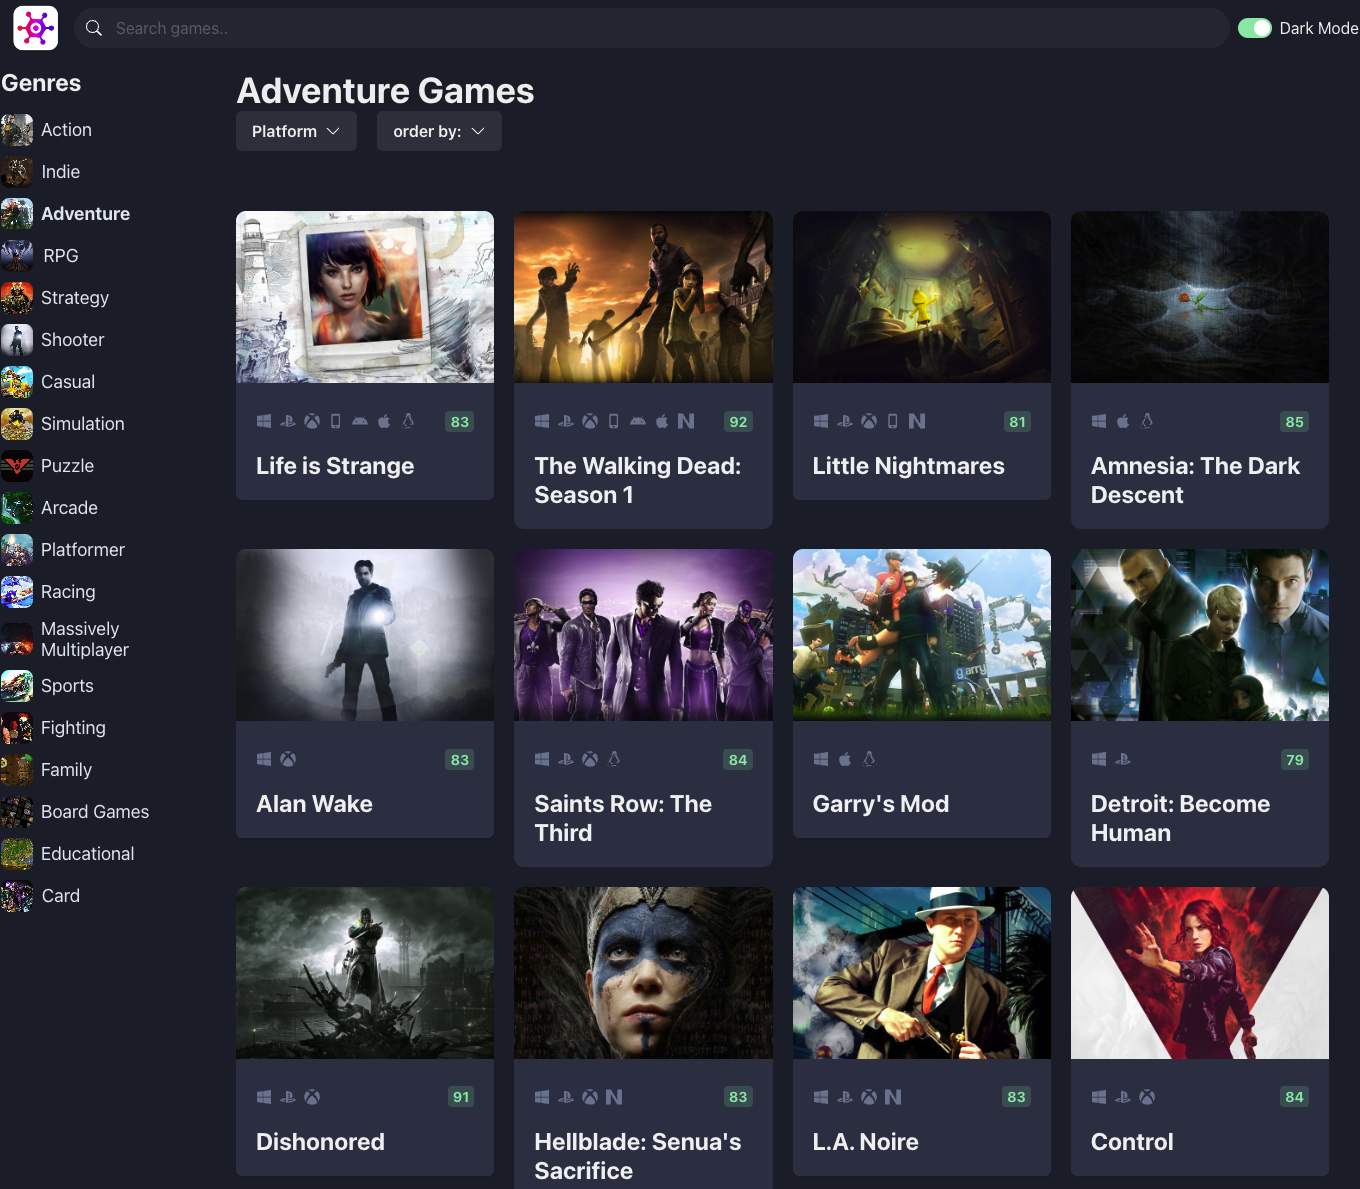 Search games..
Dark Mode
Genres
Action
Indie
Adventure
RPG
Strategy
Shooter
Casual
Simulation
Puzzle
Arcade
Platformer
Racing
Massively
Multiplayer
Sports
Fighting
Family
Board Games
Educational
Card
Adventure Games
Platform
order by:
83
Life is Strange
92
The Walking Dead:
Season 1
81
Little Nightmares
85
Amnesia: The Dark
Descent
83
Alan Wake
84
Saints Row: The
Third
garry
Garry's Mod
79
Detroit: Become
Human
91
Dishonored
83
Hellblade: Senua's
Sacrifice
83
L.A. Noire
84
Control